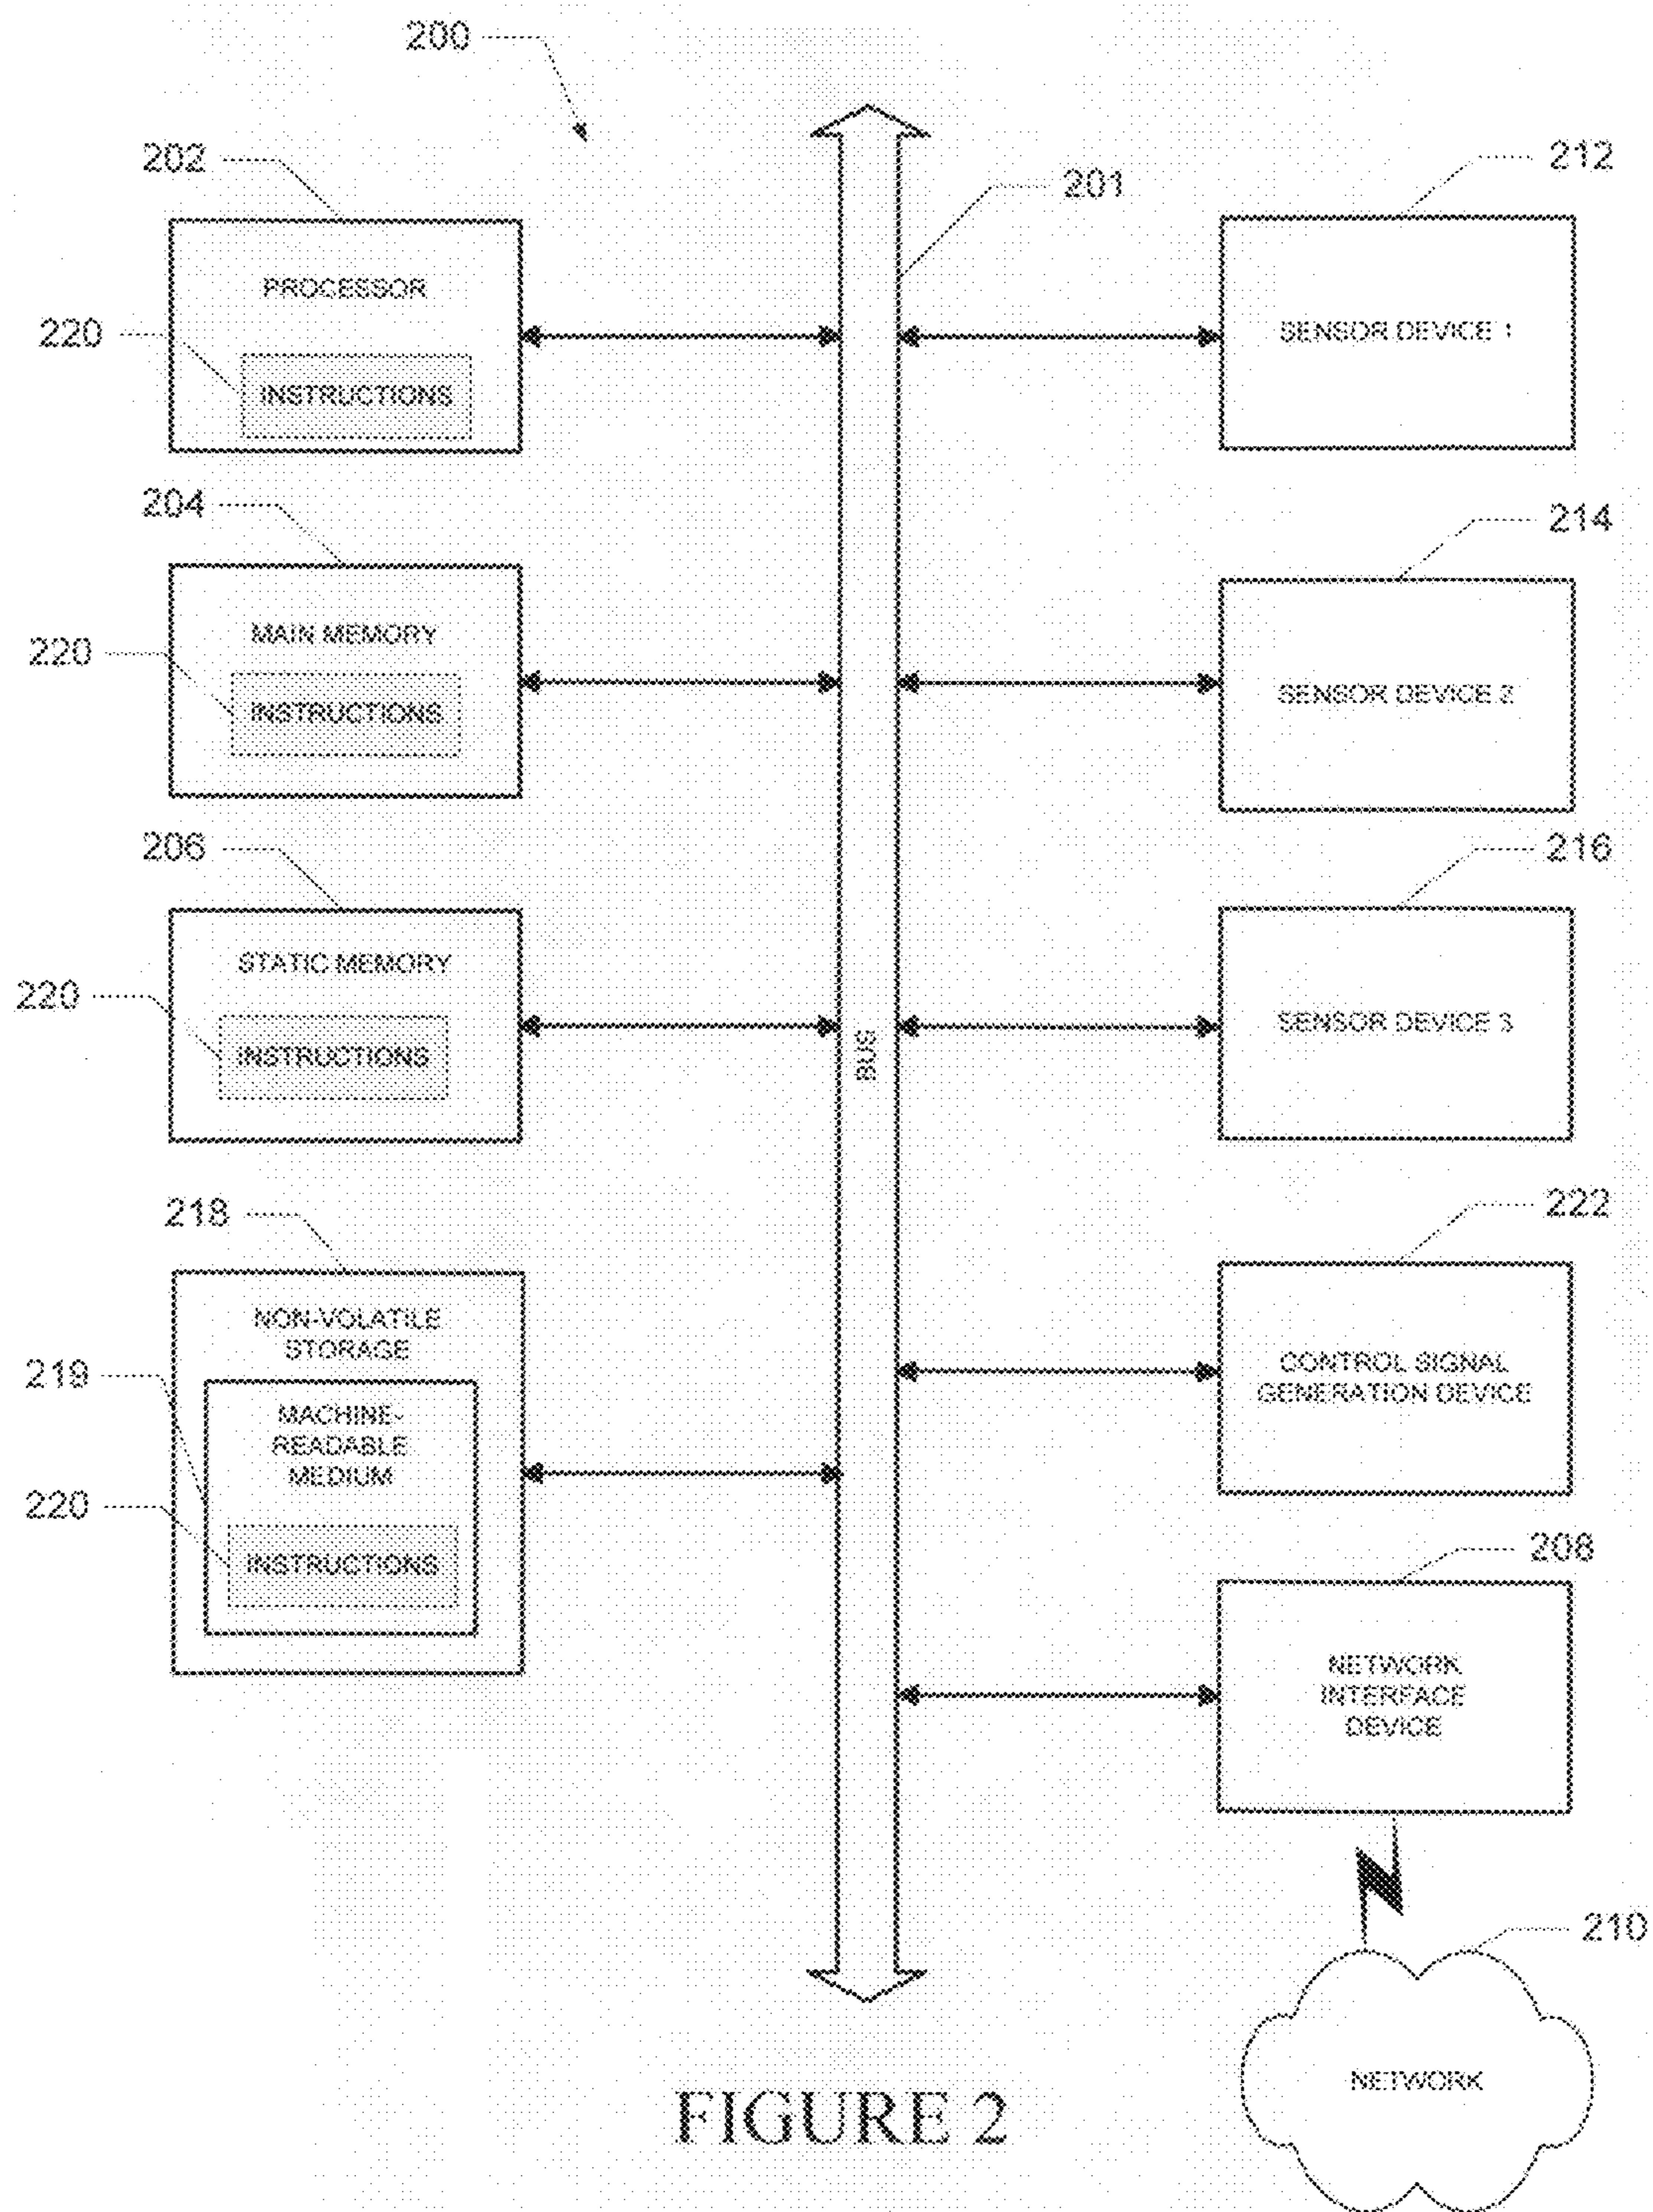 200
202
PROCESSOR
220
INSTRUCTIONS
204
MAIN MEMORY
220
INSTRUCTIONS
206
STATIC MEMORY
220
INSTRUCTIONS
218
NON-VOLATILE
STORAGE
219
MACHINE-
READABLE
MEDIUM
220
INSTRUCTIONS
201
BUS
212
SENSOR DEVICE 1
214
SENSOR DEVICE 2
216
SENSOR DEVICE 3
222
CONTROL SIGNAL
GENERATION DEVICE
208
NETWORK
INTERFACE
DEVICE
210
NETWORK
FIGURE 2